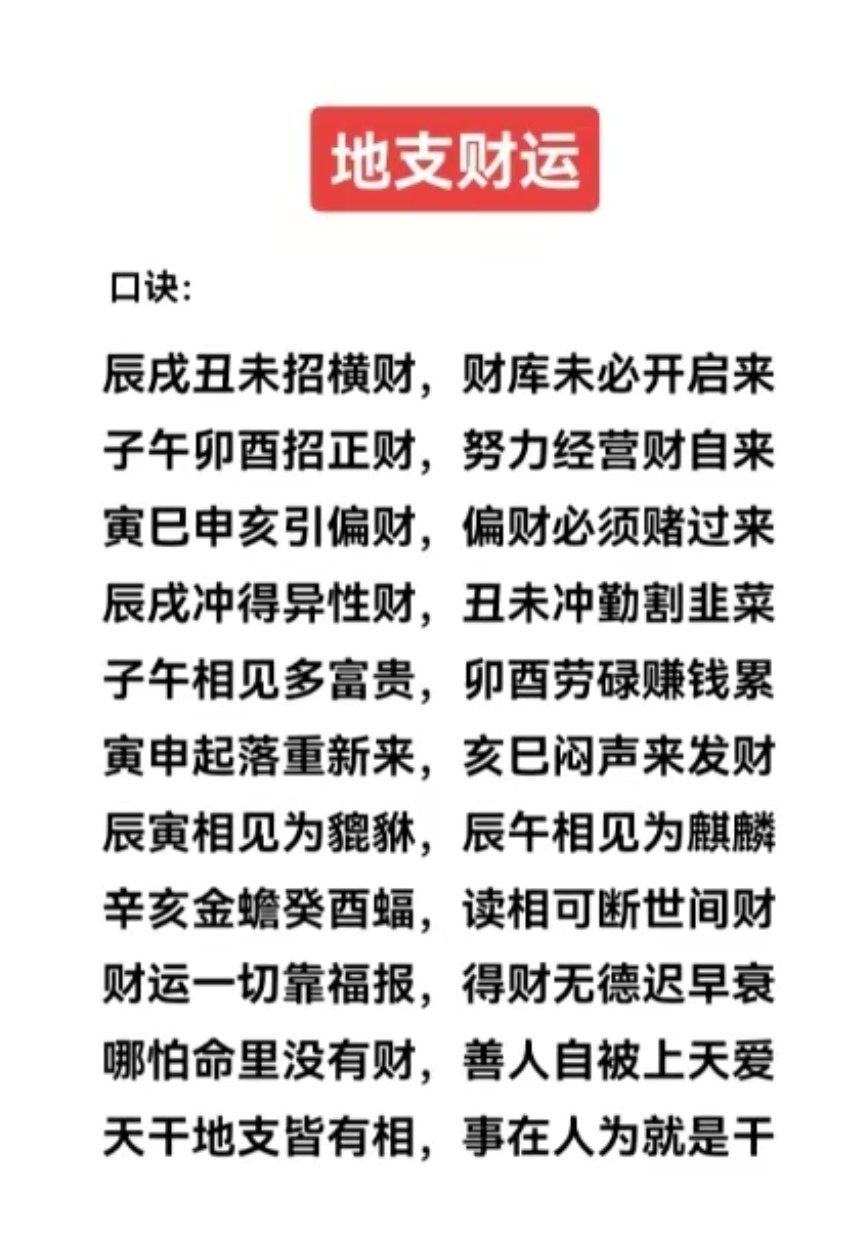 地支财运
口诀：
辰戌丑未招横财，财库未必开启来
子午卯酉招正财，努力经营财自来
寅巳申亥引偏财，偏财必须赌过来
辰戌冲得异性财，丑未冲勤割韭菜
子午相见多富贵，卯酉劳碌赚钱累
寅申起落重新来，亥巳闷声来发财
辰寅相见为貔貅，辰午相见为麒麟
辛亥金蟾癸酉蝠，读相可断世间财
财运一切靠福报，得财无德迟早衰
哪怕命里没有财，善人自被上天爱
天干地支皆有相，事在人为就是干